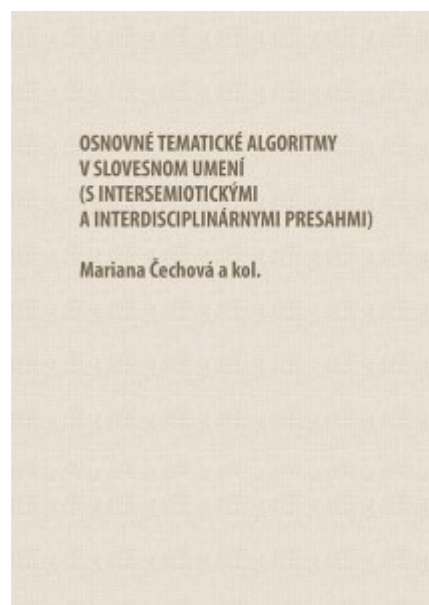 OSNOVNÉ TEMATICKÉ ALGORITMY
V SLOVESNOM UMENÍ
(S INTERSEMIOTICKÝMI
A INTERDISCIPLINÁRNYMI PRESAHMI)
Mariana Čechová a kol.